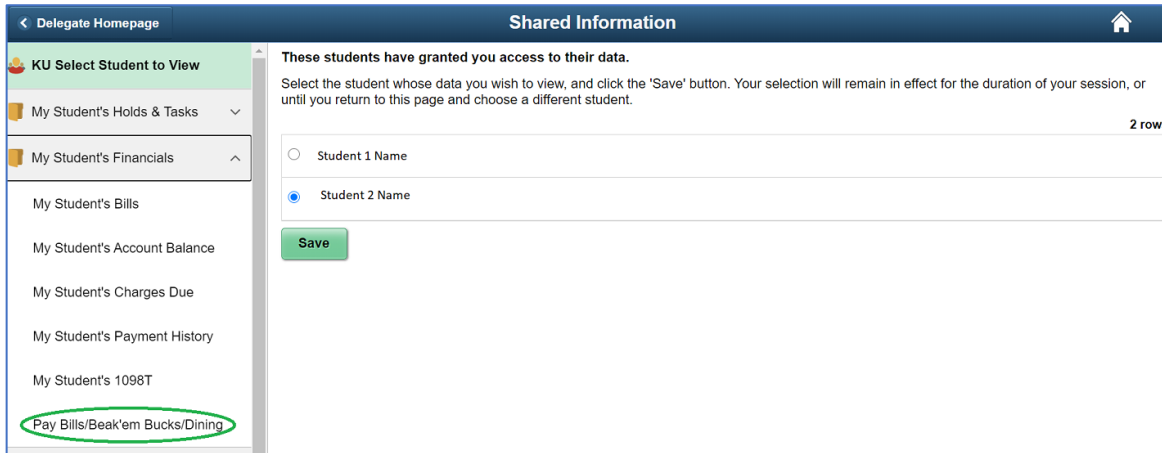 Delegate Homepage
Shared Information
KU Select Student to View
My Student's Holds & Tasks
My Student's Financials
My Student's Bills
My Student's Account Balance
My Student's Charges Due
My Student's Payment History
My Student's 1098T
Pay Bills/Beak'em Bucks/Dining
These students have granted you access to their data.
Select the student whose data you wish to view, and click the 'Save' button. Your selection will remain in effect for the duration of your session, or
until you return to this page and choose a different student.
2 row
Student 1 Name
Student 2 Name
Save